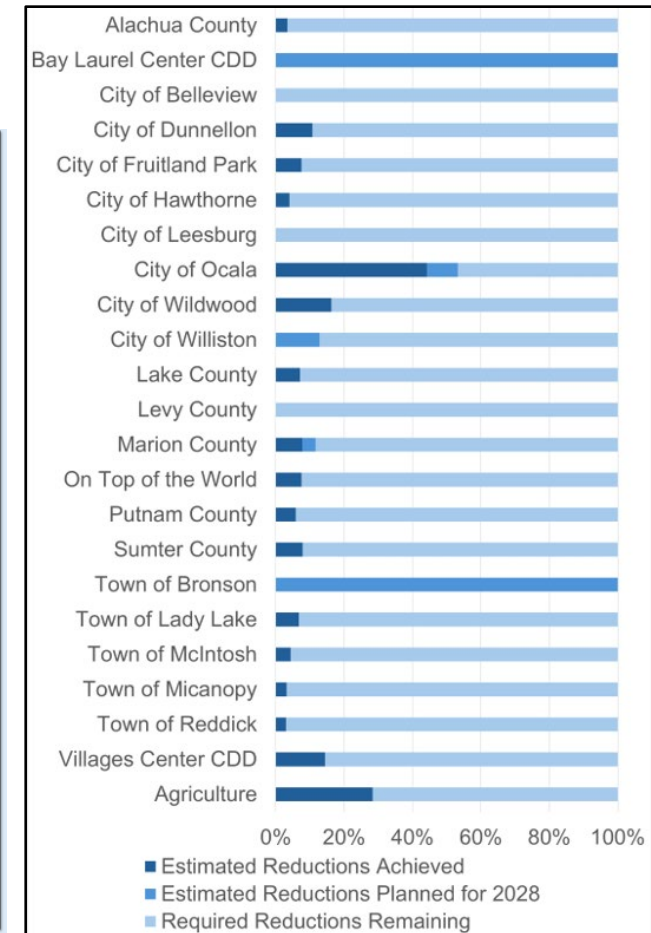 Alachua County
Bay Laurel Center CDD
City of Belleview
City of Dunnellon
City of Fruitland Park
City of Hawthorne
City of Leesburg
City of Ocala
City of Wildwood
City of Williston
Lake County
Levy County
Marion County
On Top of the World
Putnam County
Sumter County
Town of Bronson
Town of Lady Lake
Town of McIntosh
Town of Micanopy
Town of Reddick
Villages Center CDD
Agriculture
0% 20% 40% 60% 80% 100%
Estimated Reductions Achieved
Estimated Reductions Planned for 2028
Required Reductions Remaining